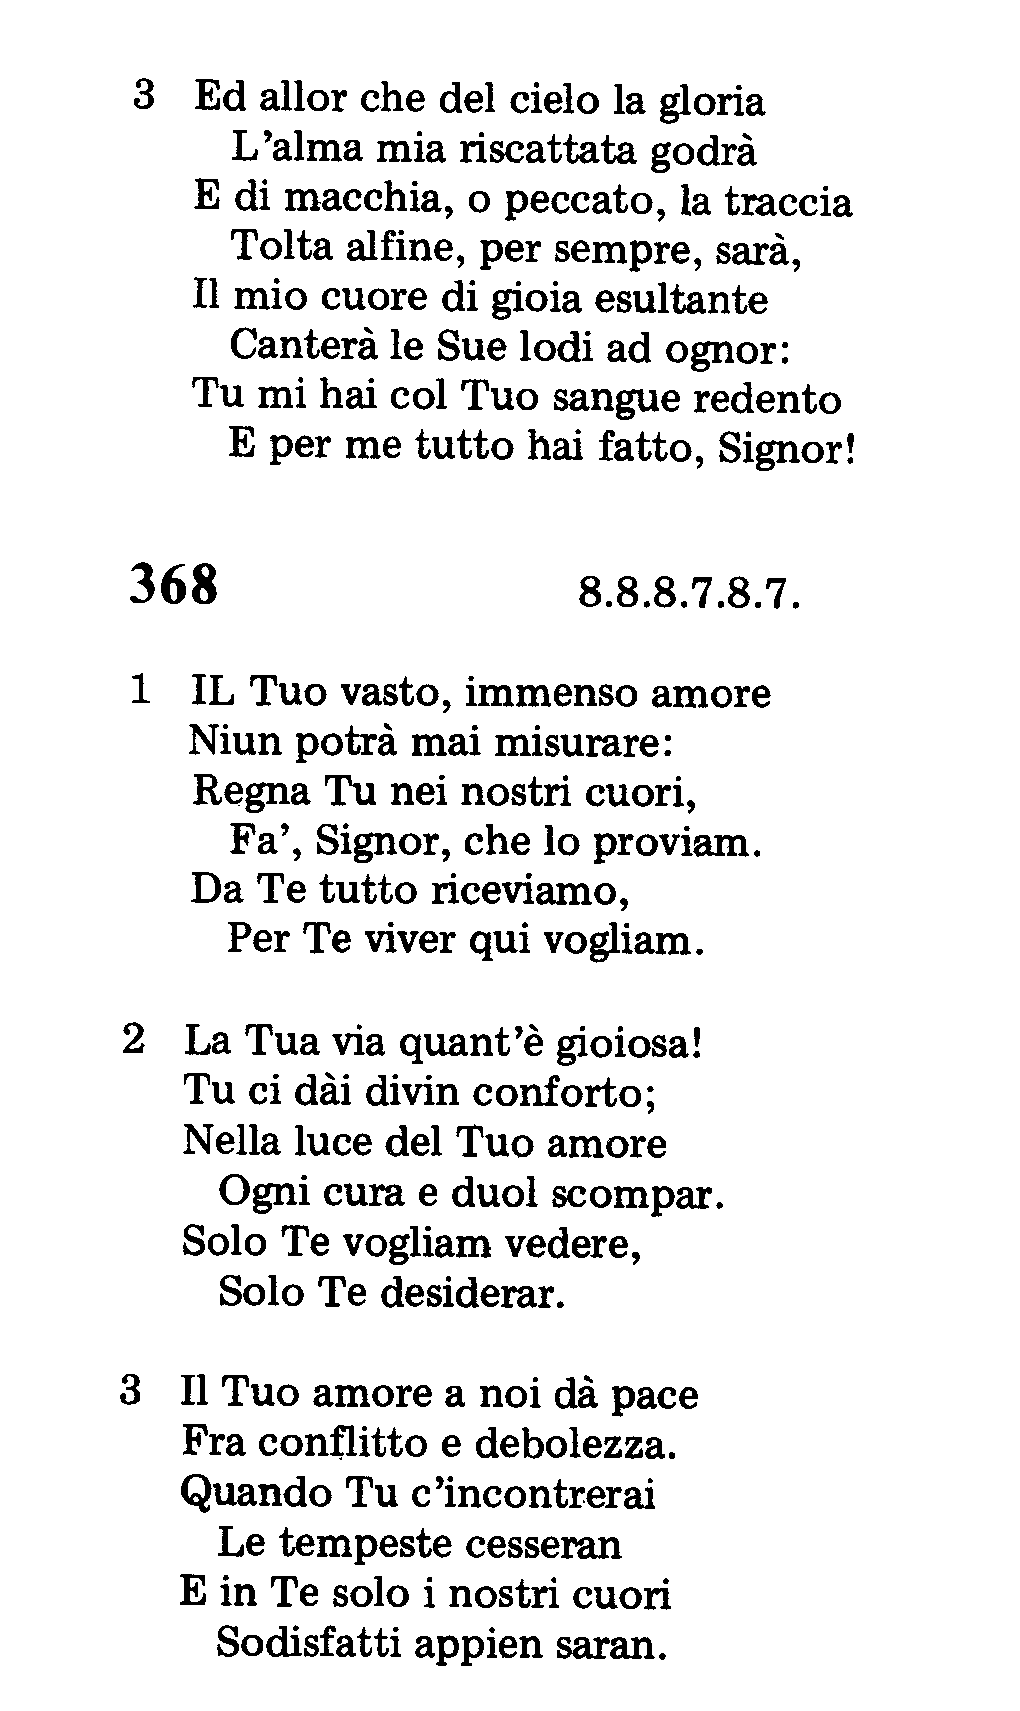 3 Ed allor che del cielo la gloria
L'alma mia riscattata godrà
E di macchia, o peccato, la traccia
Tolta alfine, per sempre, sarà,
Il mio cuore di gioia esultante
Canterà le Sue lodi ad ognor:
Tu mi hai col Tuo sangue redento
E per me tutto hai fatto, Signor!
368 8.8.8.7.8.7.
1 IL Tuo vasto, immenso amore
Niun potrà mai misurare:
Regna Tu nei nostri cuori,
Fa', Signor, che lo proviam.
Da Te tutto riceviamo,
Per Te viver qui vogliam.
2 La Tua via quant'è gioiosa!
Tu ci dài divin conforto;
Nella luce del Tuo amore
Ogni cura e duol scompar.
Solo Te vogliam vedere,
Solo Te desiderar.
3 Il Tuo amore a noi dà pace
Fra conflitto e debolezza.
Quando Tu c'incontrerai
Le tempeste cesseran
E in Te solo i nostri cuori
Sodisfatti appien saran.